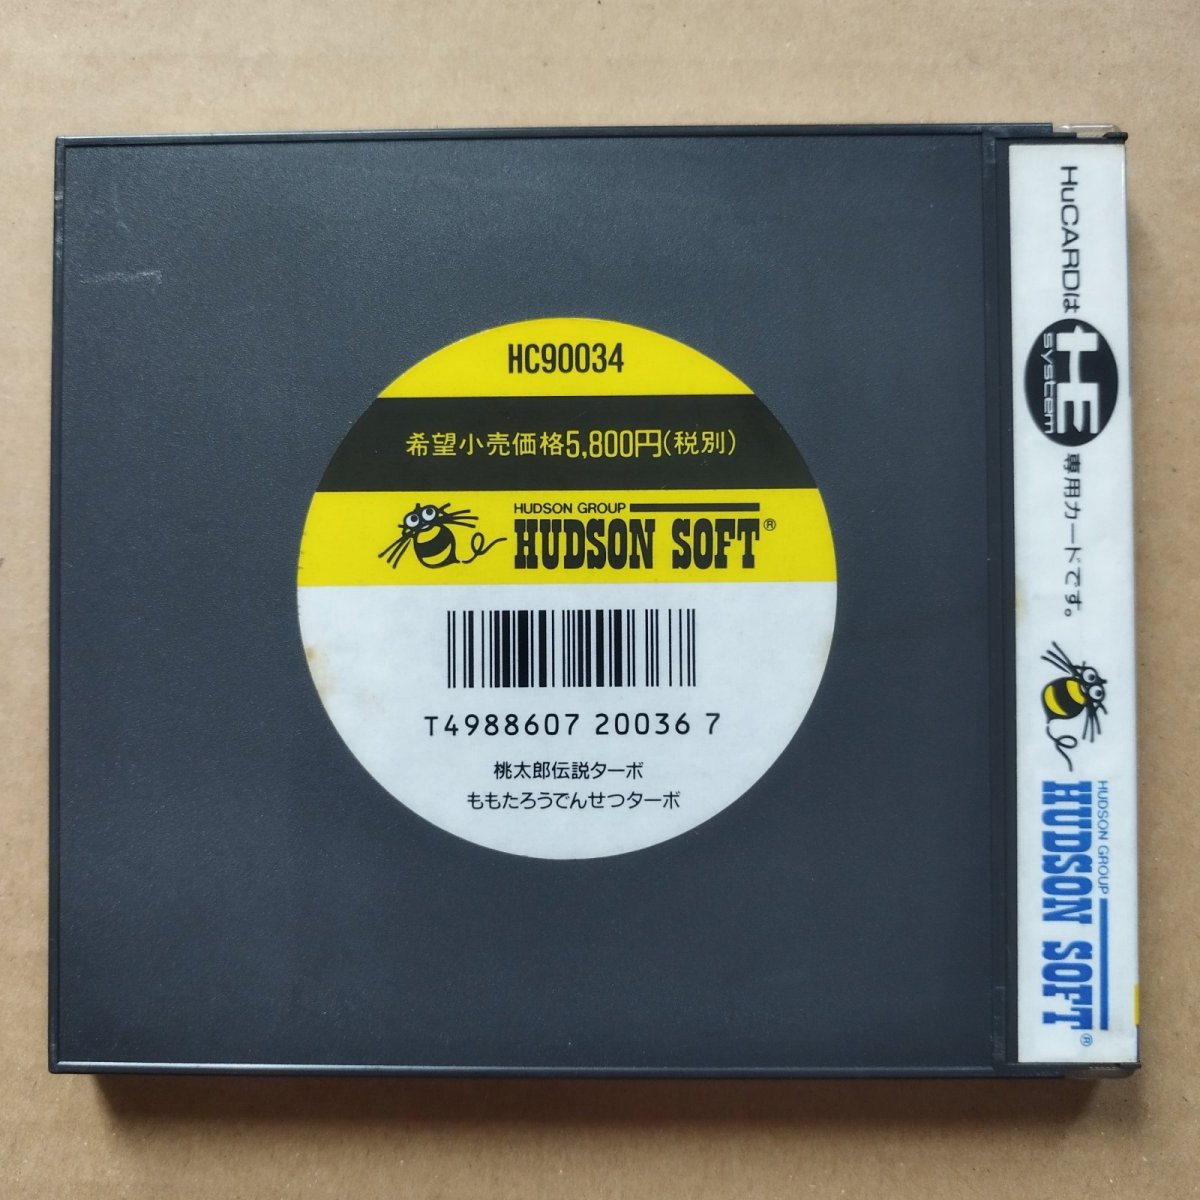 HC90034
希望小売価格5,800円(税別)
HUDSON GROUP
HUDSON SOFT®
T4988607 20036 7
桃太郎伝説ターボ
ももたろうでんせつターボ
HuCARDは
HE
system
専用カードです。
HUDSON GROUP
HUDSON SOFT®